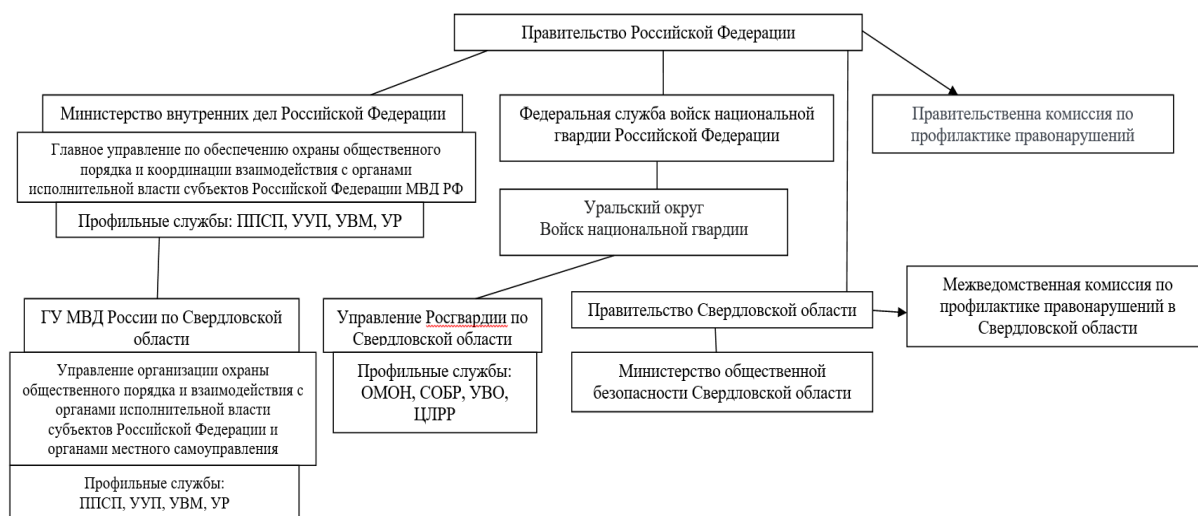 Правительство Российской Федерации
Министерство внутренних дел Российской Федерации
Главное управление по обеспечению охраны общественного
порядка и координации взаимодействия с органами
исполнительной власти субъектов Российской Федерации МВД РФ
Профильные службы: ППСП, УУП, УВМ, УР
Федеральная служба войск национальной
гвардии Российской Федерации
Правительственна комиссия по
профилактике правонарушений
Уральский округ
Войск национальной гвардии
ГУ МВД России по Свердловской
области
Управление организации охраны
общественного порядка и взаимодействия с
органами исполнительной власти
субъектов Российской Федерации и
органами местного самоуправления
Профильные службы:
ППСП, УУП, УВМ, УР
Управление Росгвардии по
Свердловской области
Профильные службы:
ОМОН, СОБР, УВО,
ЦЛРР
Правительство Свердловской области
Министерство общественной
безопасности Свердловской области
Межведомственная комиссия по
профилактике правонарушений в
Свердловской области